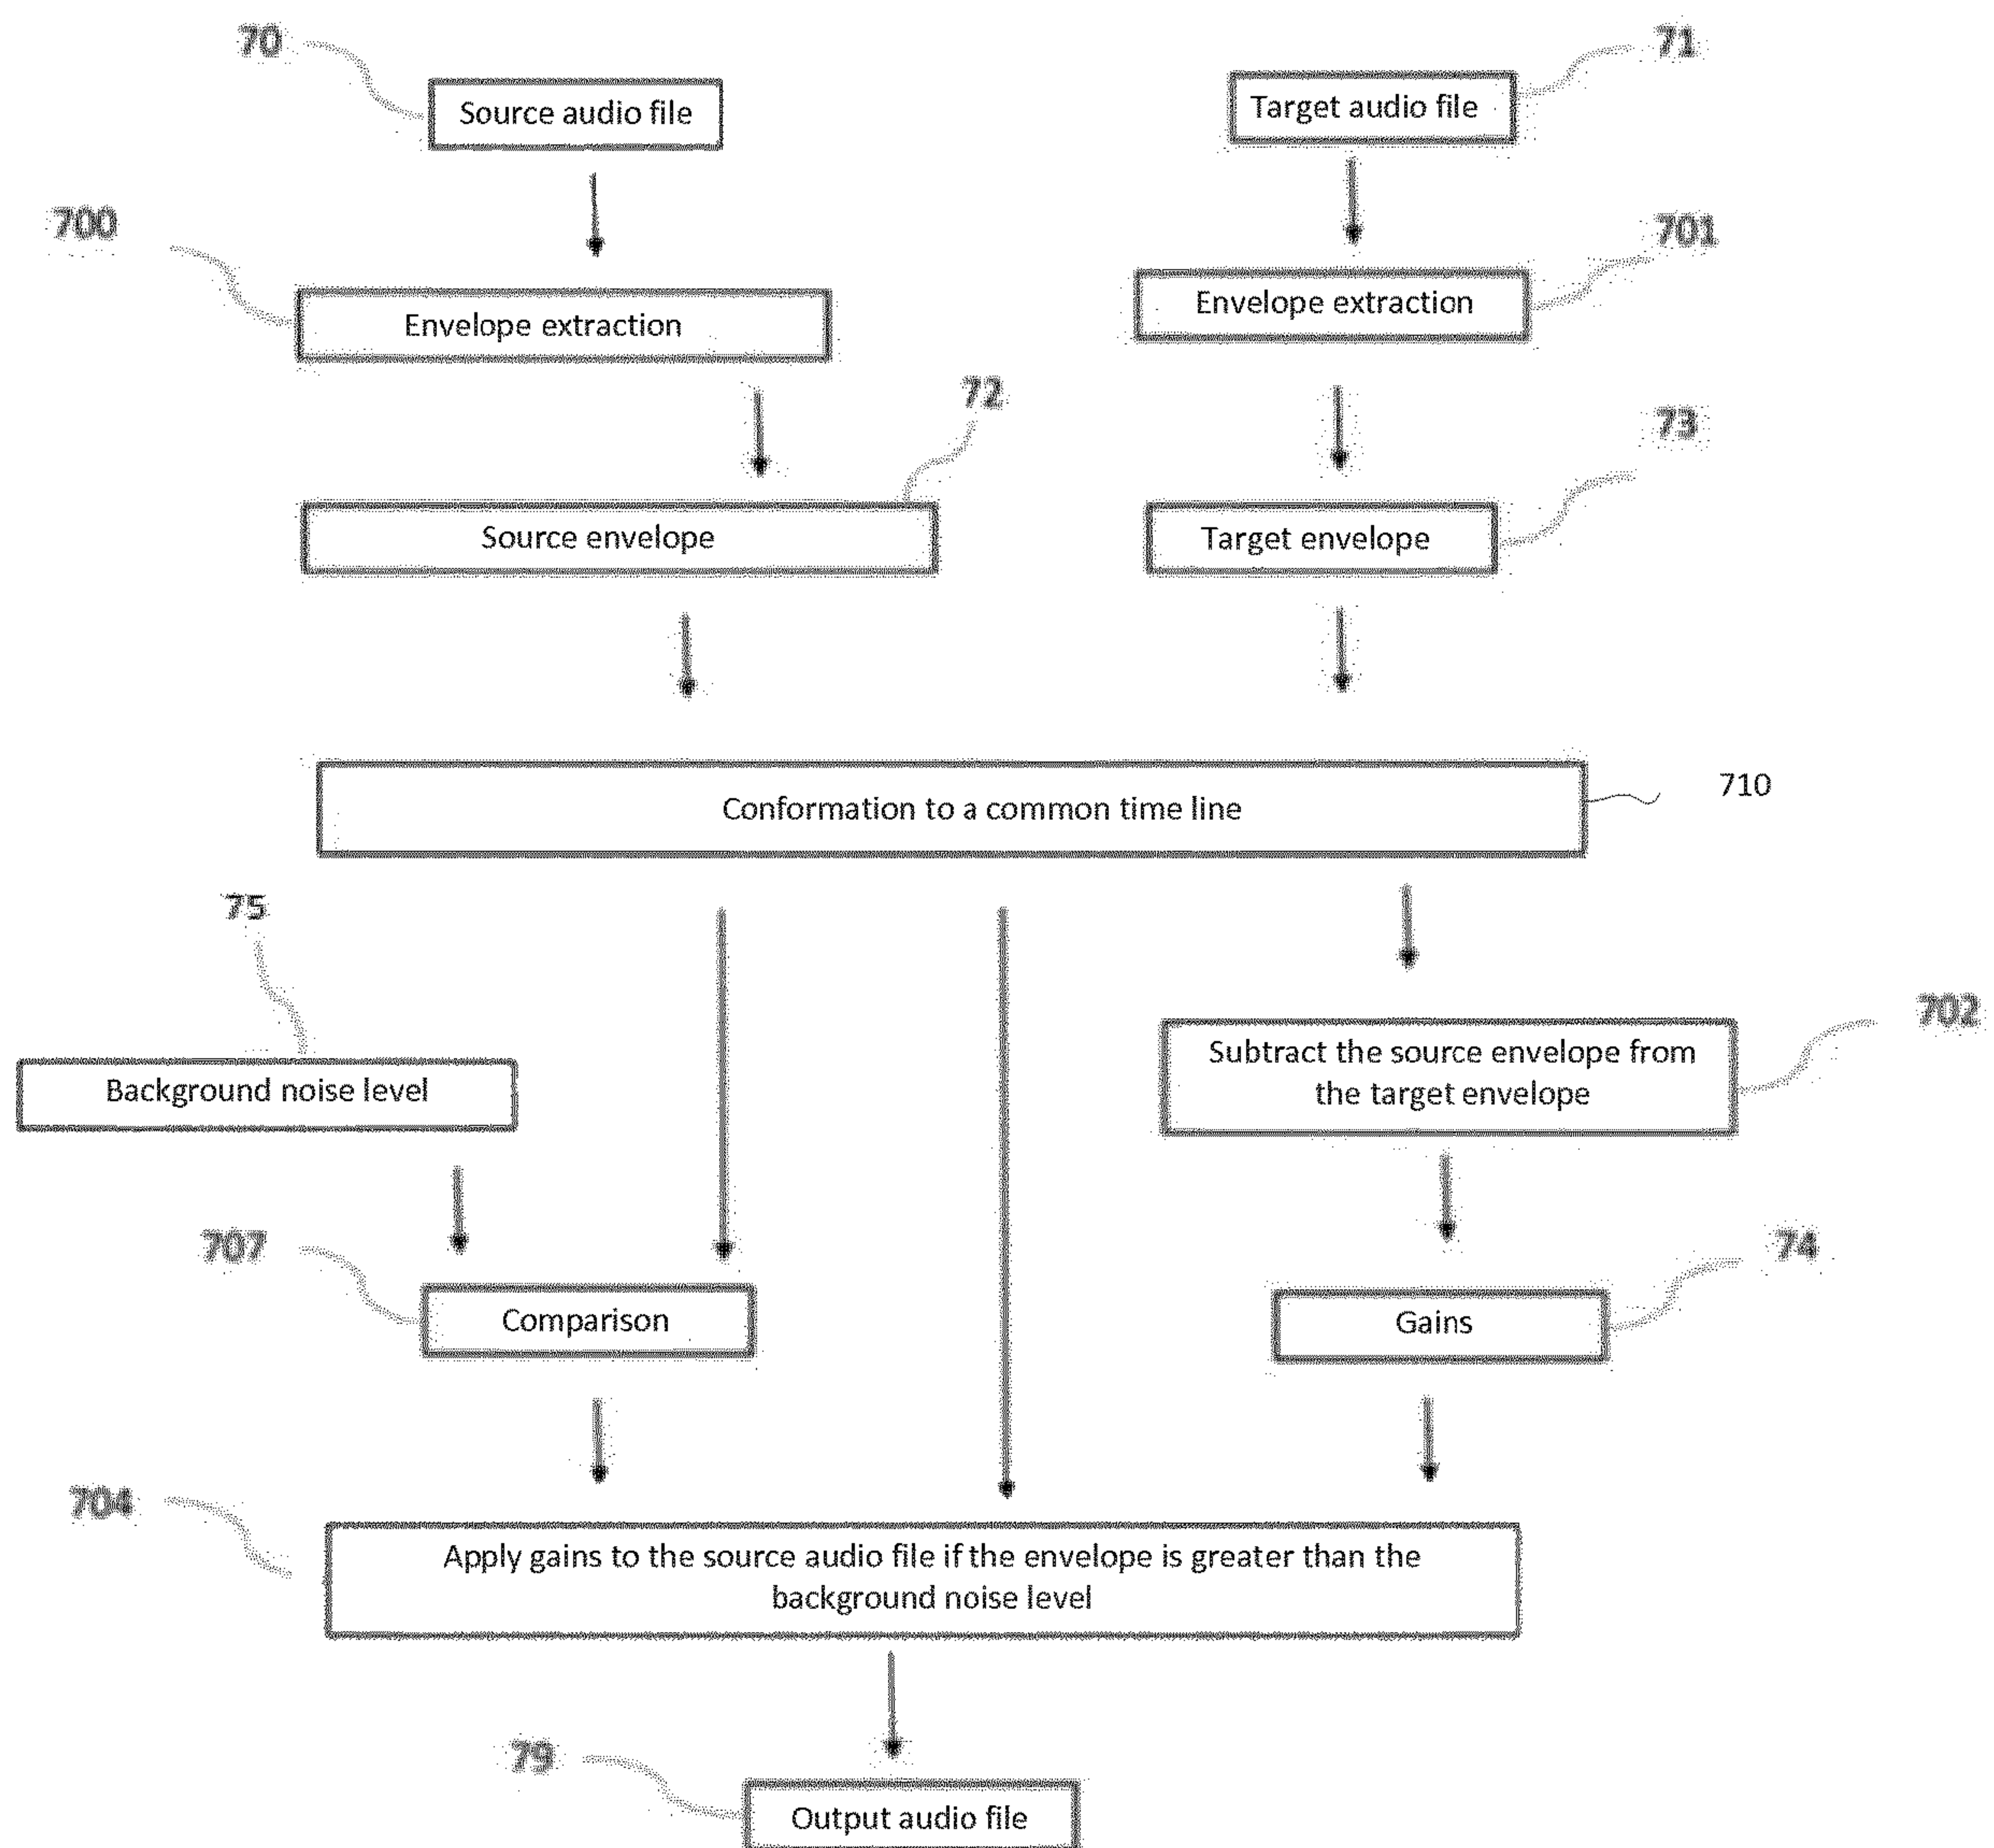 70
71
Source audio file
Target audio file
700
701
Envelope extraction
Envelope extraction
72
73
Source envelope
Target envelope
710
Conformation to a common time line
75
702
Background noise level
Subtract the source envelope from
the target envelope
707
74
Comparison
Gains
704
Apply gains to the source audio file if the envelope is greater than the
background noise level
79
Output audio file